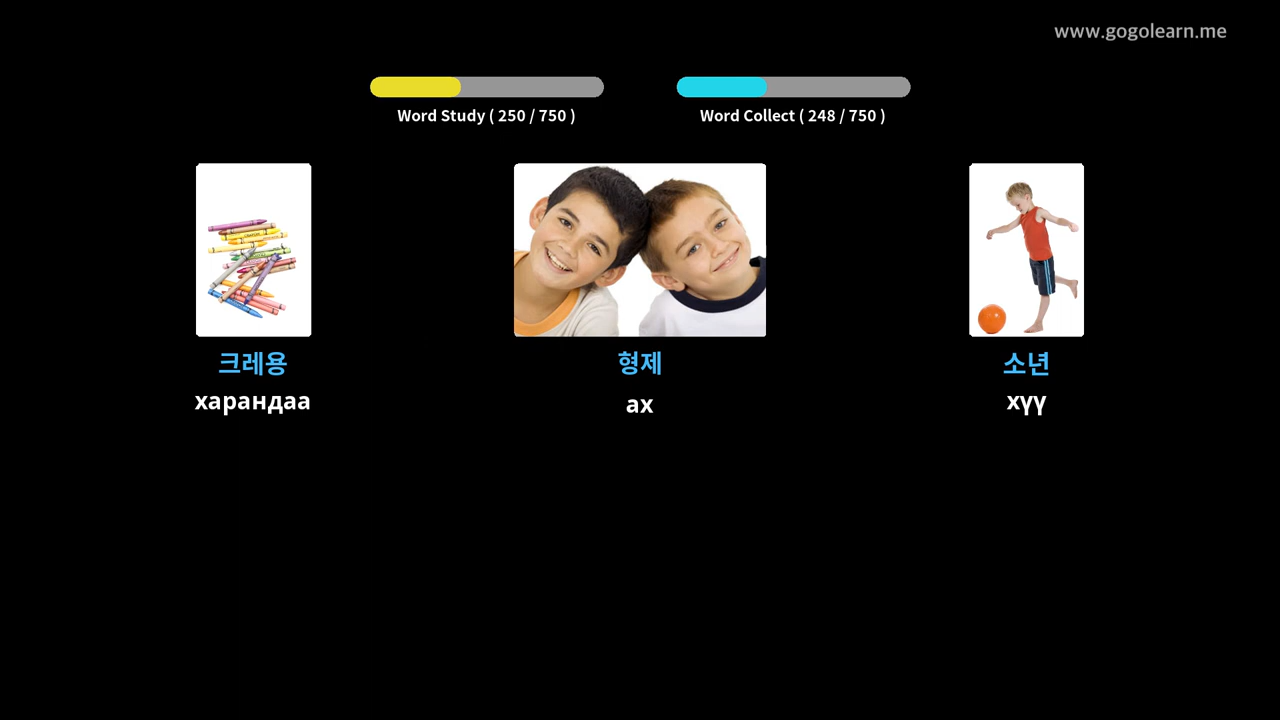 www.gogolearn.me
Word Study ( 250 / 750 )
Word Collect ( 248 / 750 )
크레용
харандаа
형제
ах
소년
хүү